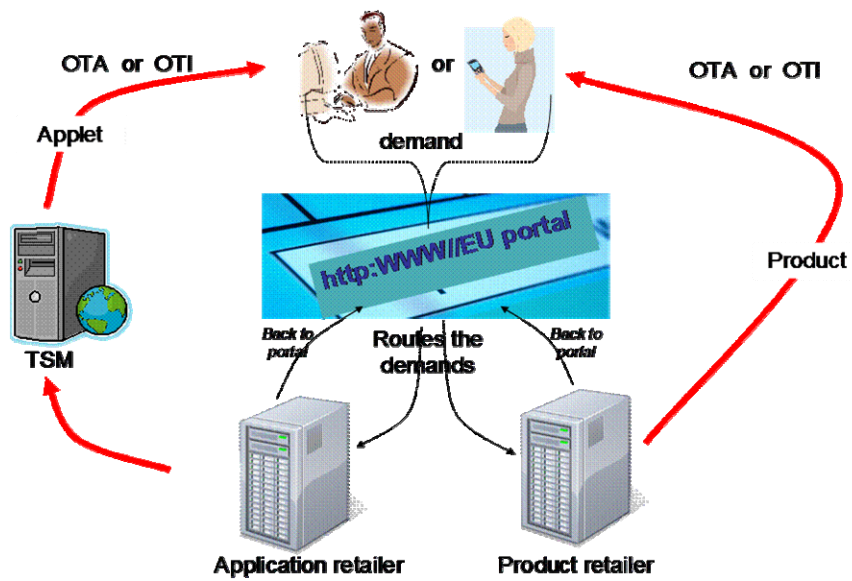 OTA or OTI
or
OTA or OTI
Applet
demand
http:WWW//EU portal
Product
Back to
portal
Routes the
demands
Back to
portal
TSM
Application retailer
Product retailer